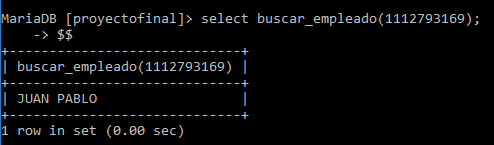 MariaDB [proyectofinal]> select buscar_empleado(1112793169);
    -> $$
+-----------------------------+
| buscar_empleado(1112793169) |
+-----------------------------+
| JUAN PABLO                  |
+-----------------------------+
1 row in set (0.00 sec)